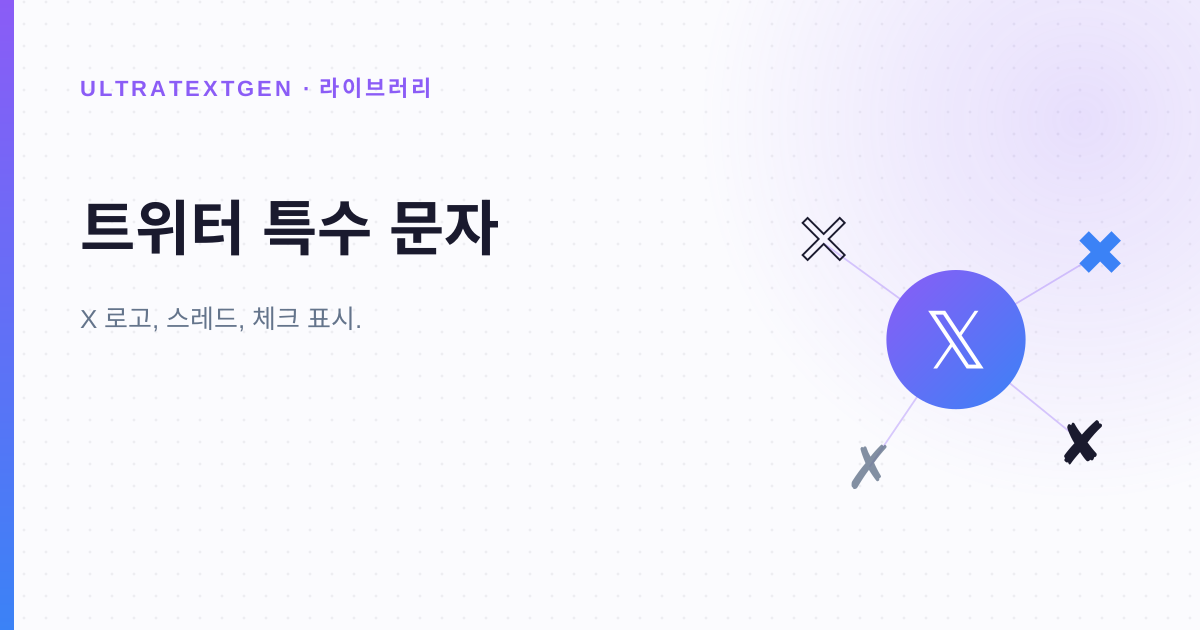 ULTRATEXTGEN · 라이브러리
트위터 특수 문자
X 로고, 스레드, 체크 표시.
🞩 ✖
𝕏
✗ ✘